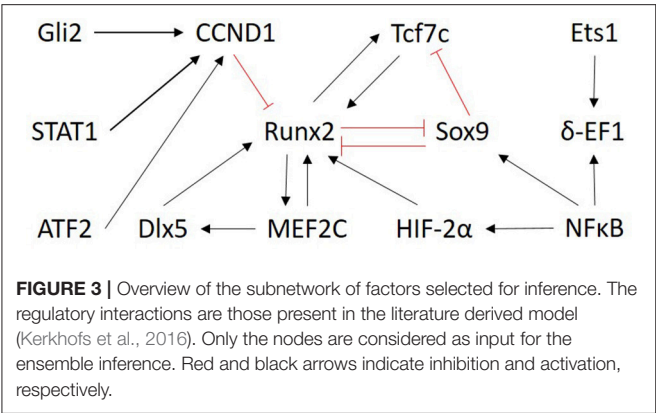 Gli2 CCND1 Tcf7c Ets1
STAT1 Runx2 Sox9 δ-EF1
ATF2 Dlx5 MEF2C HIF-2α NFκB
FIGURE 3 | Overview of the subnetwork of factors selected for inference. The
regulatory interactions are those present in the literature derived model
(Kerkhofs et al., 2016). Only the nodes are considered as input for the
ensemble inference. Red and black arrows indicate inhibition and activation,
respectively.